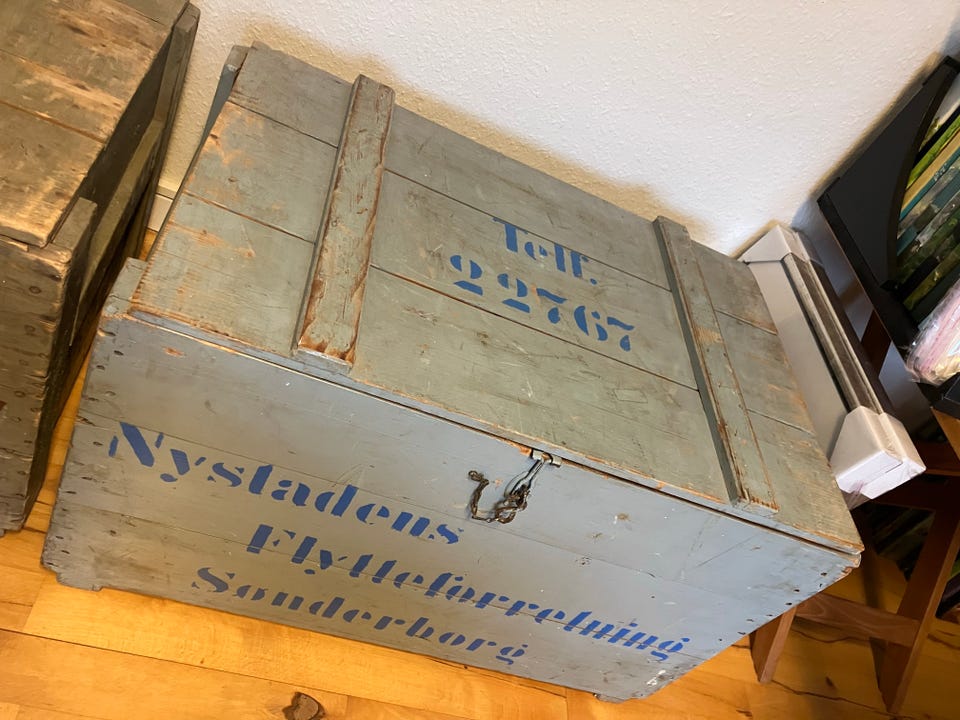 Telf.
22767
Nystadens
Flytteforretning
Sønderborg